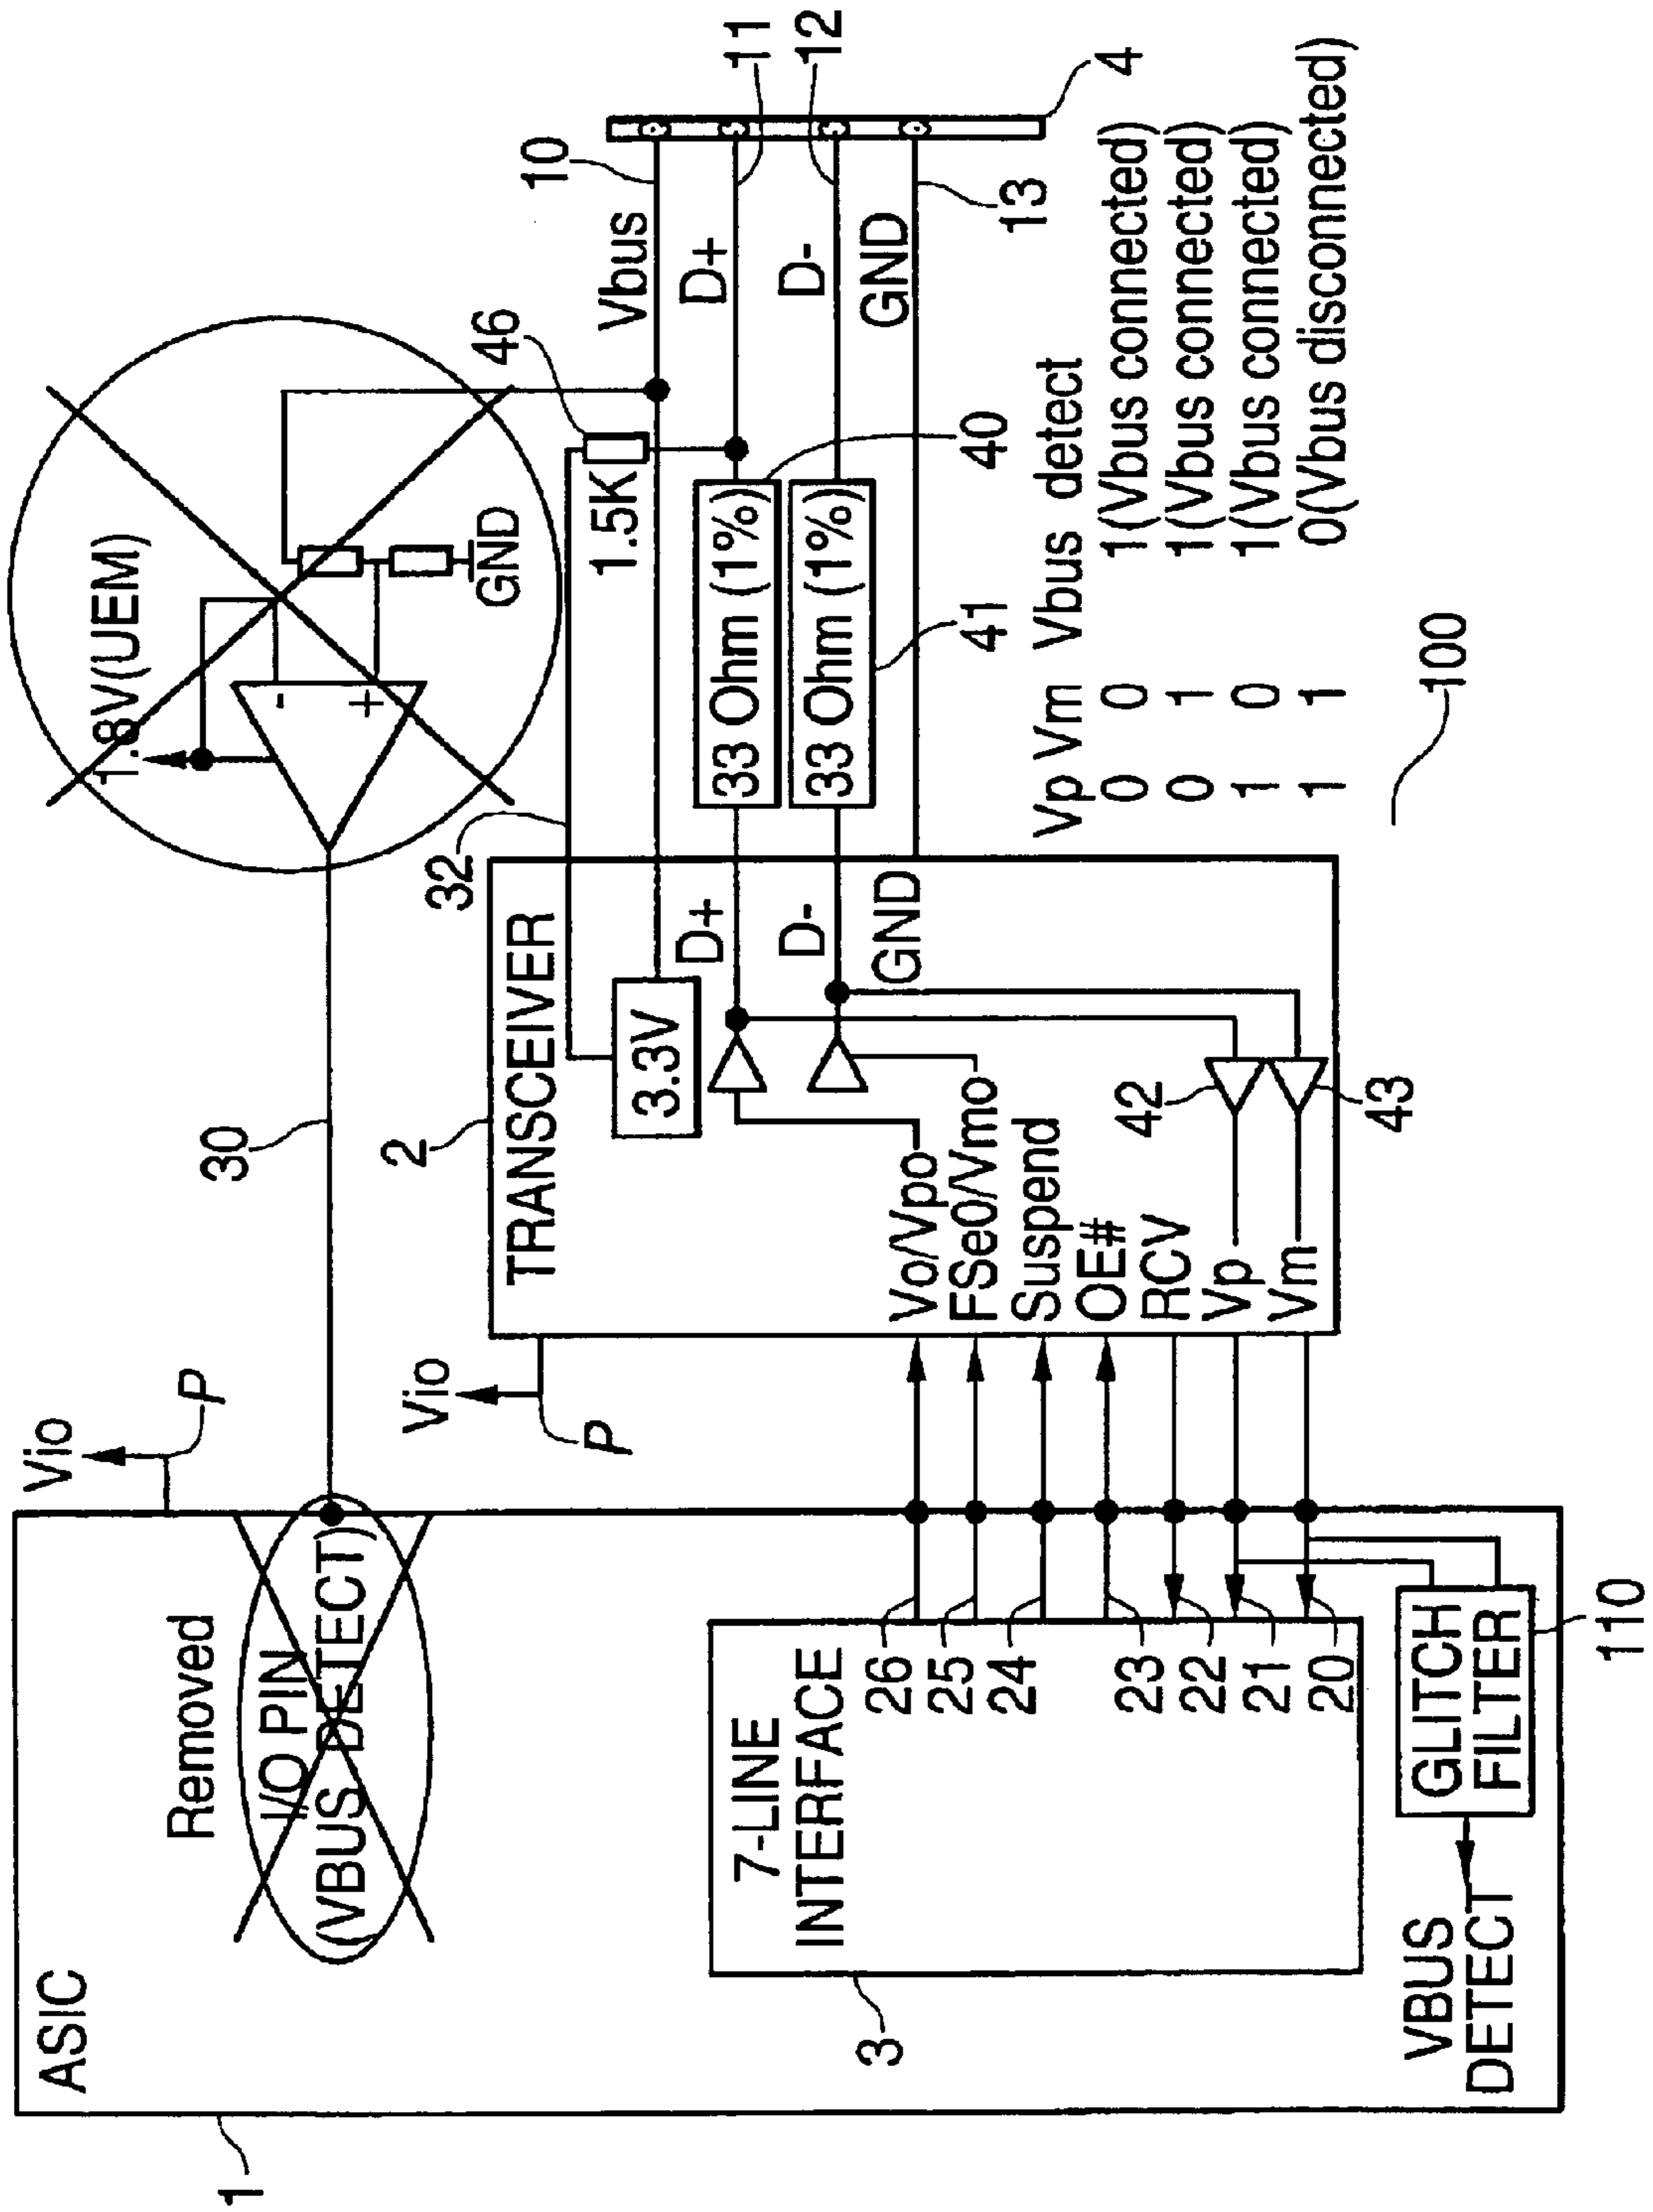 ASIC
1
Removed
I/O PIN
(VBUS DETECT)
Vio
P
30
1.8V(UEM)
-
+
GND
Vio
P
2
TRANSCEIVER
32
3.3V
46
1.5K
Vbus
10
D+
D+
11
33 Ohm (1%)
40
D-
D-
12
33 Ohm (1%)
41
GND
GND
13
4
7-LINE
INTERFACE
3
26
25
24
23
22
21
20
Vo/Vpo
FSe0/Vmo
Suspend
OE#
RCV
Vp
Vm
42
43
GLITCH
FILTER
110
VBUS
DETECT
Vp Vm Vbus detect
0 0 1(Vbus connected)
0 1 1(Vbus connected)
1 0 1(Vbus connected)
1 1 0(Vbus disconnected)
100